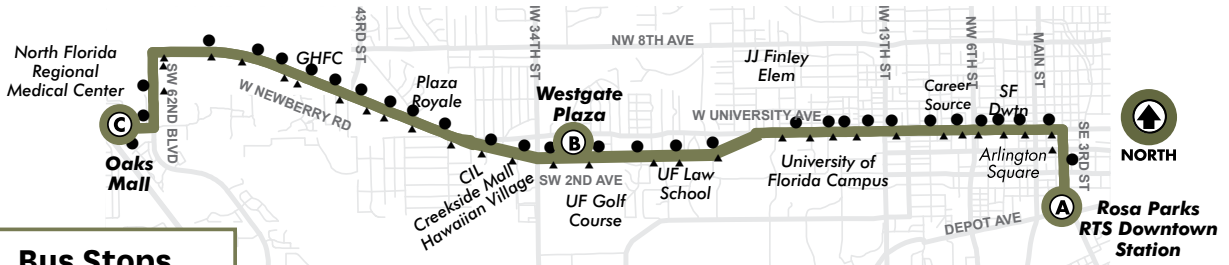 North Florida
Regional
Medical Center
C
Oaks
Mall
SW 62ND BLVD
W NEWBERRY RD
GHFC
43RD ST
Plaza
Royale
CIL
Creekside Mall
Hawaiian Village
NW 34TH ST
Westgate
Plaza
B
SW 2ND AVE
UF Golf
Course
UF Law
School
NW 8TH AVE
JJ Finley
Elem
W UNIVERSITY AVE
University of
Florida Campus
NW 13TH ST
Career
Source
NW 6TH ST
SF
Dwtn
MAIN ST
Arlington
Square
SE 3RD ST
DEPOT AVE
A
Rosa Parks
RTS Downtown
Station
NORTH
Bus Stops